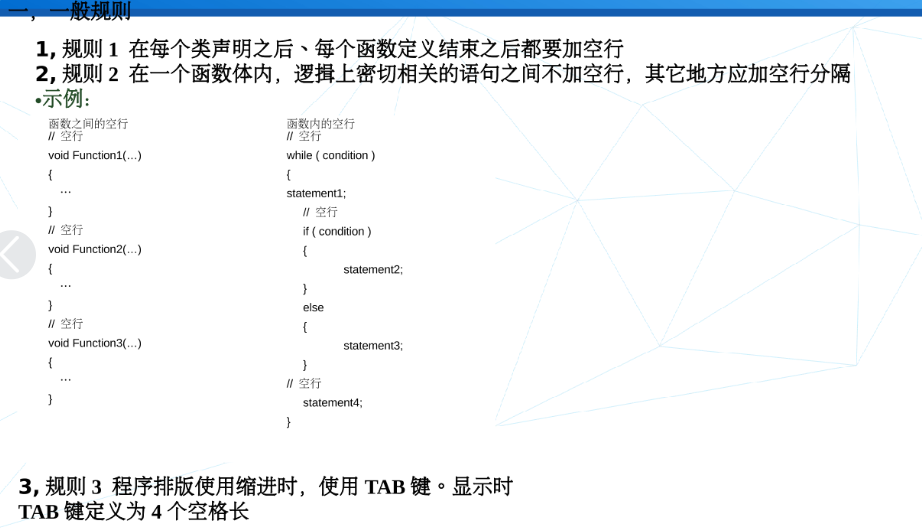 一，一般规则
1, 规则 1 在每个类声明之后、每个函数定义结束之后都要加空行
2, 规则 2 在一个函数体内，逻揖上密切相关的语句之间不加空行，其它地方应加空行分隔
•示例：
函数之间的空行
// 空行
void Function1(…)
{
…
}
// 空行
void Function2(…)
{
…
}
// 空行
void Function3(…)
{
…
}
函数内的空行
// 空行
while ( condition )
{
statement1;
// 空行
if ( condition )
{
statement2;
}
else
{
statement3;
}
// 空行
statement4;
}
3, 规则 3 程序排版使用缩进时，使用 TAB 键。显示时
TAB 键定义为 4 个空格长